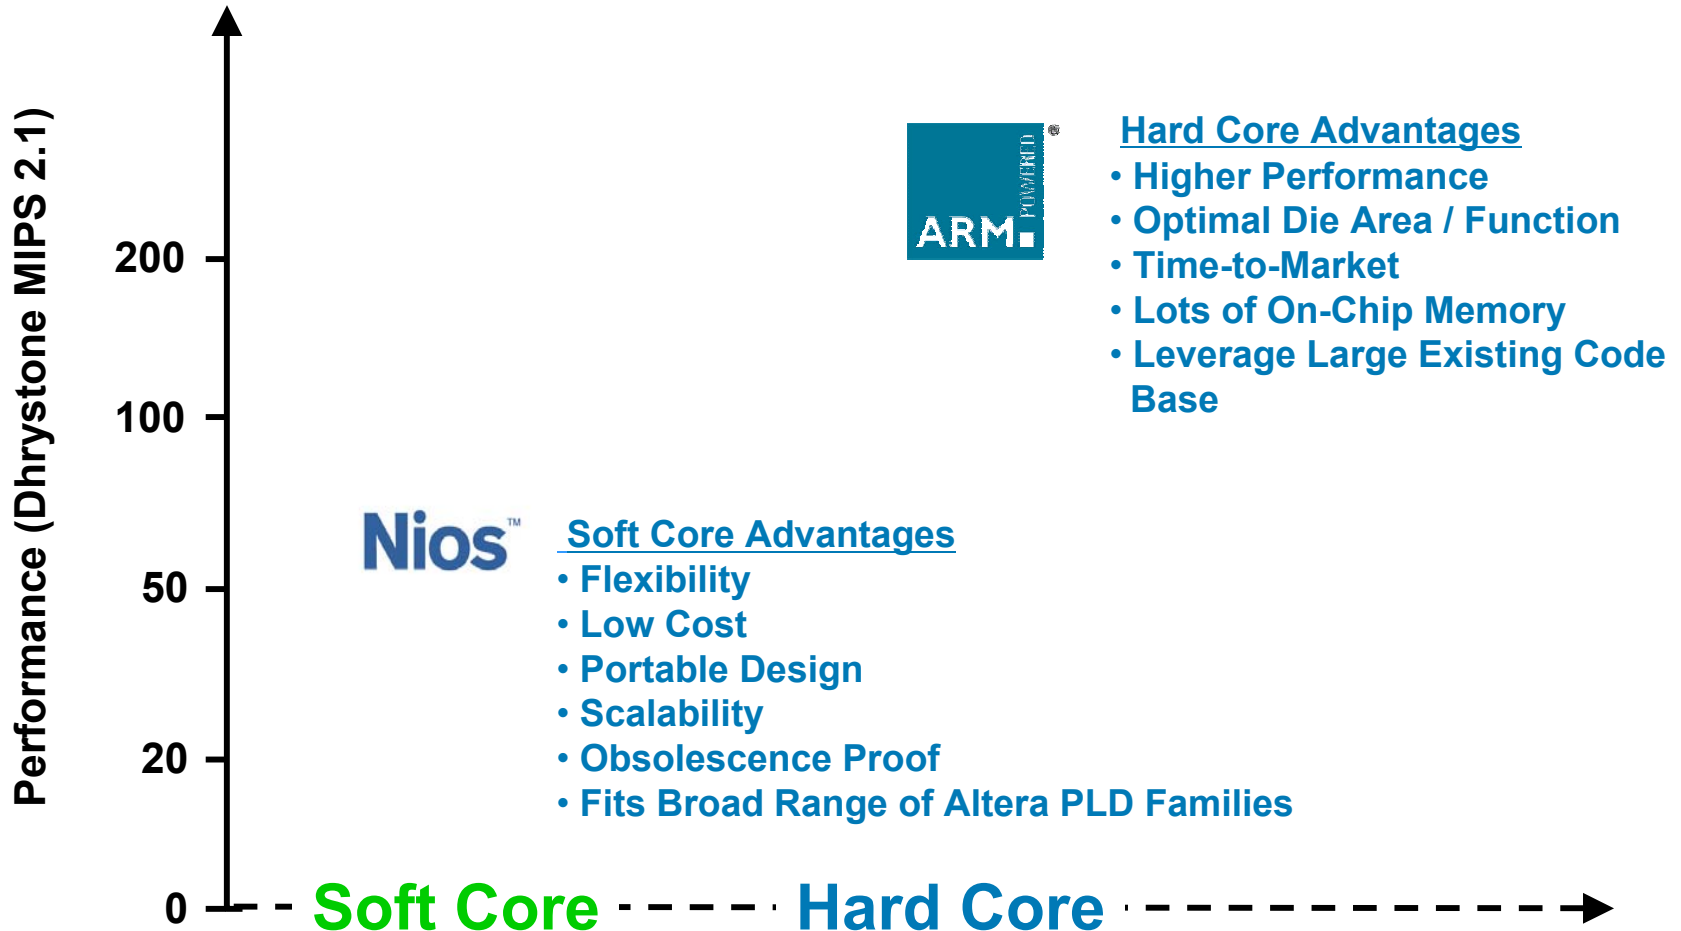 Performance (Dhrystone MIPS 2.1)
200
100
50
20
0
ARM
POWERED
®
Hard Core Advantages
• Higher Performance
• Optimal Die Area / Function
• Time-to-Market
• Lots of On-Chip Memory
• Leverage Large Existing Code
Base
Nios™
Soft Core Advantages
• Flexibility
• Low Cost
• Portable Design
• Scalability
• Obsolescence Proof
• Fits Broad Range of Altera PLD Families
Soft Core
Hard Core